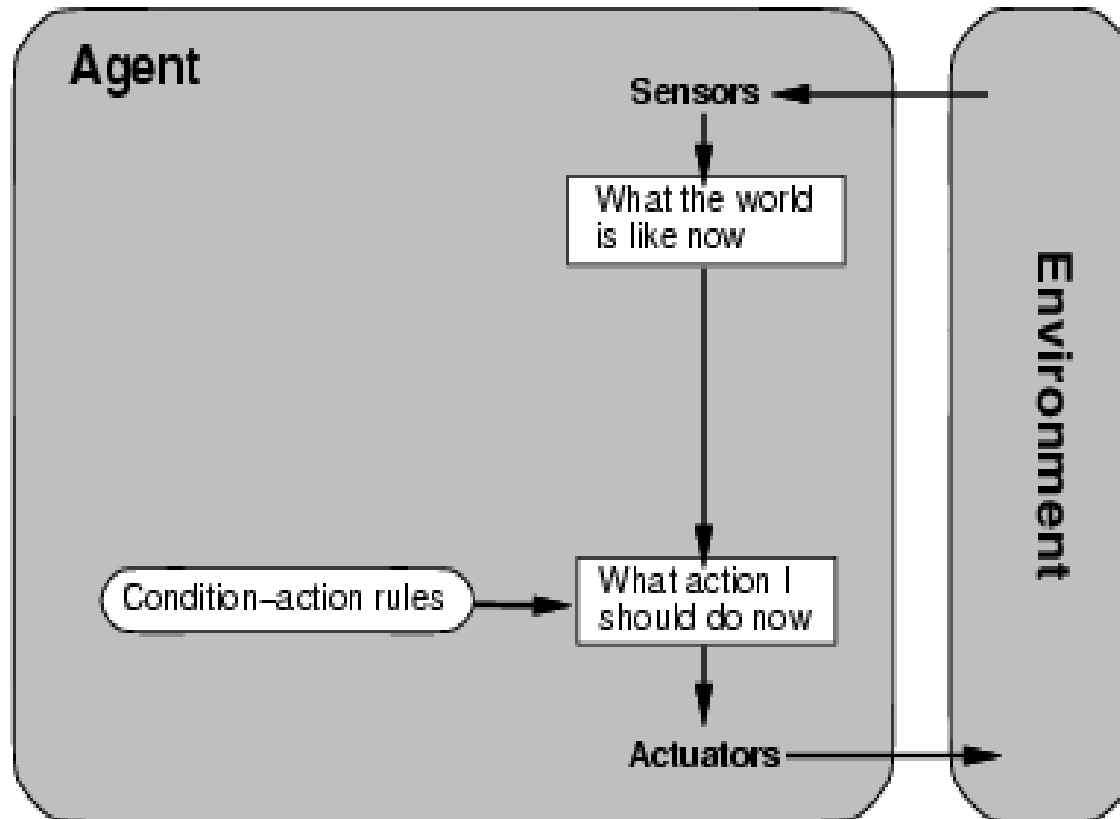 Agent
Sensors
What the world
is like now
Environment
Condition–action rules
What action I
should do now
Actuators